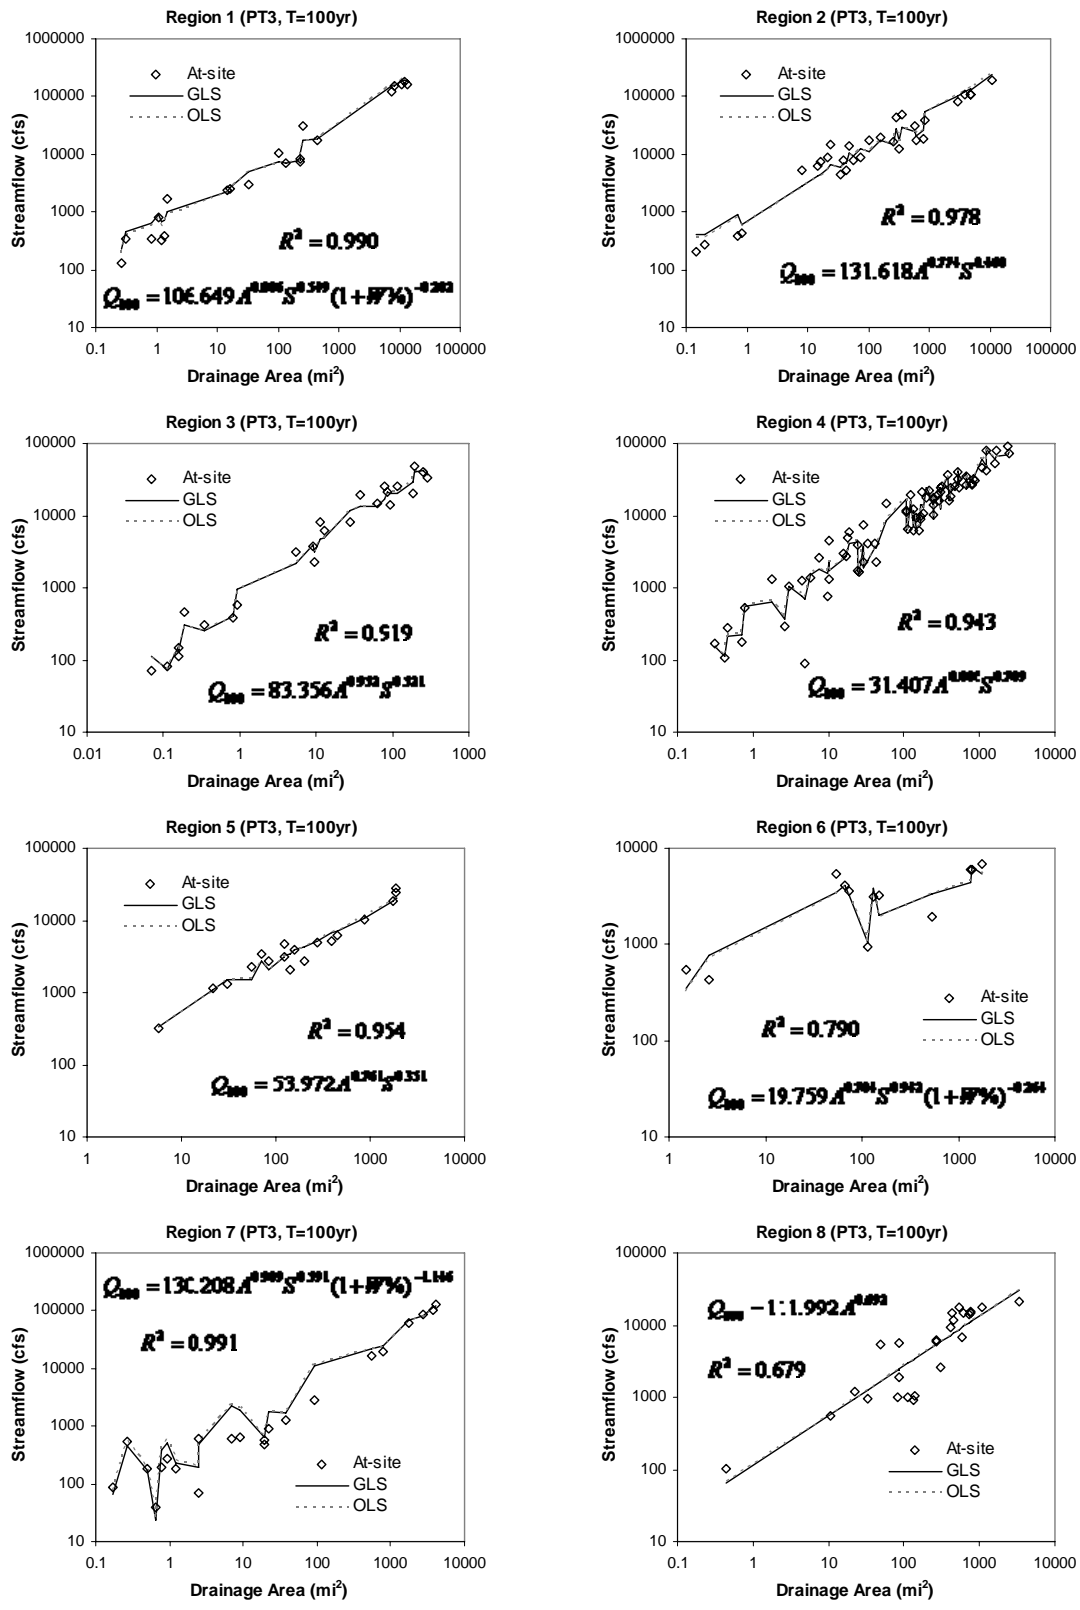 Region 1 (PT3, T=100yr)
Streamflow (cfs)
1000000
100000
10000
1000
100
10
At-site
GLS
OLS
R² = 0.990
0.1 1 10 100 1000 10000 100000
Drainage Area (mi²)
Region 2 (PT3, T=100yr)
Streamflow (cfs)
1000000
100000
10000
1000
100
10
At-site
GLS
OLS
R² = 0.978
0.1 1 10 100 1000 10000 100000
Drainage Area (mi²)
Region 3 (PT3, T=100yr)
Streamflow (cfs)
100000
10000
1000
100
10
At-site
GLS
OLS
R² = 0.919
0.01 0.1 1 10 100 1000
Drainage Area (mi²)
Region 4 (PT3, T=100yr)
Streamflow (cfs)
100000
10000
1000
100
10
At-site
GLS
OLS
R² = 0.943
0.1 1 10 100 1000 10000
Drainage Area (mi²)
Region 5 (PT3, T=100yr)
Streamflow (cfs)
100000
10000
1000
100
10
At-site
GLS
OLS
R² = 0.954
1 10 100 1000 10000
Drainage Area (mi²)
Region 6 (PT3, T=100yr)
Streamflow (cfs)
10000
1000
100
10
At-site
GLS
OLS
R² = 0.790
1 10 100 1000 10000
Drainage Area (mi²)
Region 7 (PT3, T=100yr)
Streamflow (cfs)
1000000
100000
10000
1000
100
10
R² = 0.991
At-site
GLS
OLS
0.1 1 10 100 1000 10000
Drainage Area (mi²)
Region 8 (PT3, T=100yr)
Streamflow (cfs)
100000
10000
1000
100
10
R² = 0.679
At-site
GLS
OLS
0.1 1 10 100 1000 10000
Drainage Area (mi²)